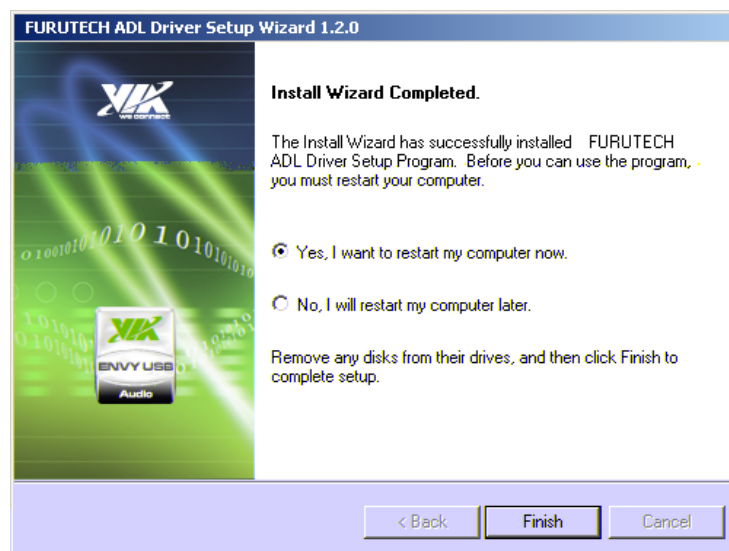 FURUTECH ADL Driver Setup Wizard 1.2.0
VIA
we connect
Install Wizard Completed.
The Install Wizard has successfully installed FURUTECH
ADL Driver Setup Program. Before you can use the program,
you must restart your computer.
Yes, I want to restart my computer now.
No, I will restart my computer later.
Remove any disks from their drives, and then click Finish to
complete setup.
VIA
ENVY USB
Audio
< Back
Finish
Cancel